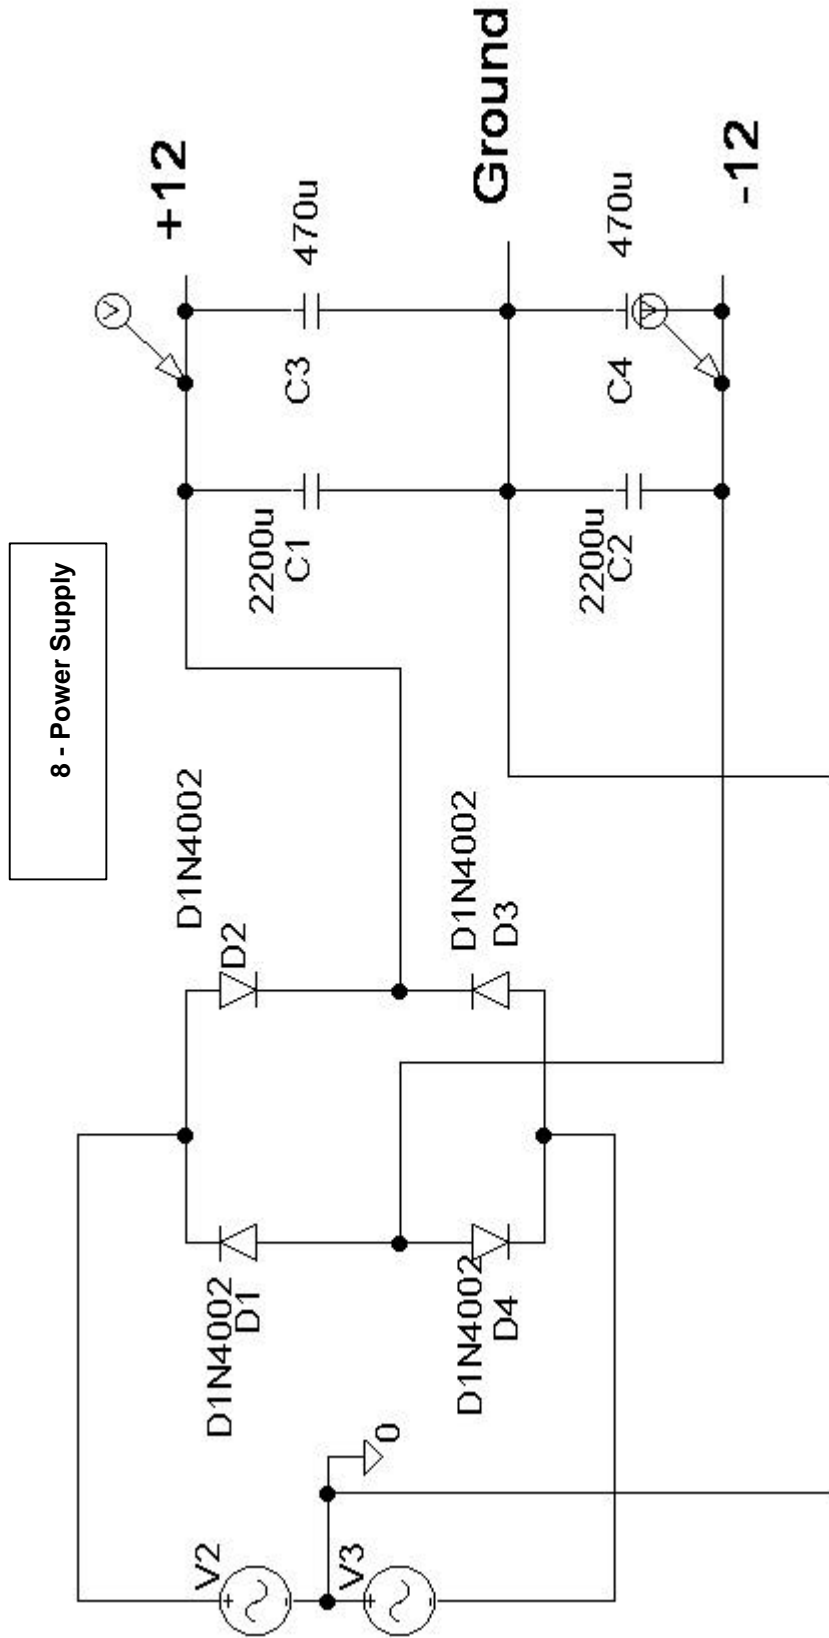 8 - Power Supply
V2
V3
0
D1N4002
D1
D1N4002
D4
D1N4002
D2
D1N4002
D3
2200u
C1
2200u
C2
C3
470u
C4
470u
V
V
+12
Ground
-12